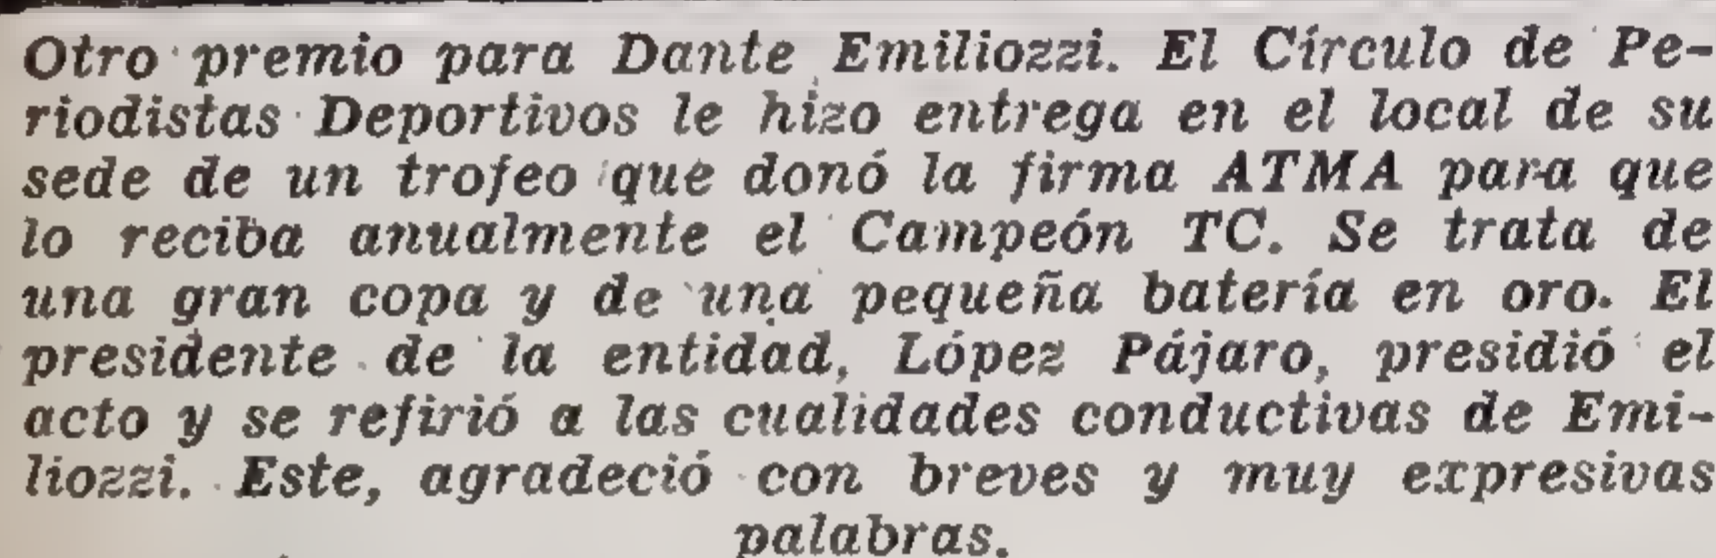 Otro premio para Dante Emiliozzi. El Círculo de Pe-
riodistas Deportivos le hizo entrega en el local de su
sede de un trofeo que donó la firma ATMA para que
lo reciba anualmente el Campeón TC. Se trata de
una gran copa y de una pequeña batería en oro. El
presidente de la entidad, López Pájaro, presidió el
acto y se refirió a las cualidades conductivas de Emi-
liozzi. Este, agradeció con breves y muy expresivas
palabras.